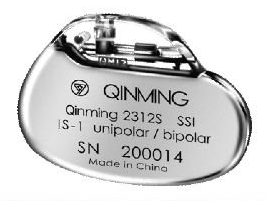 QINMING
Qinming 2312S SSI
IS-1 unipolar / bipolar
SN 200014
Made in China